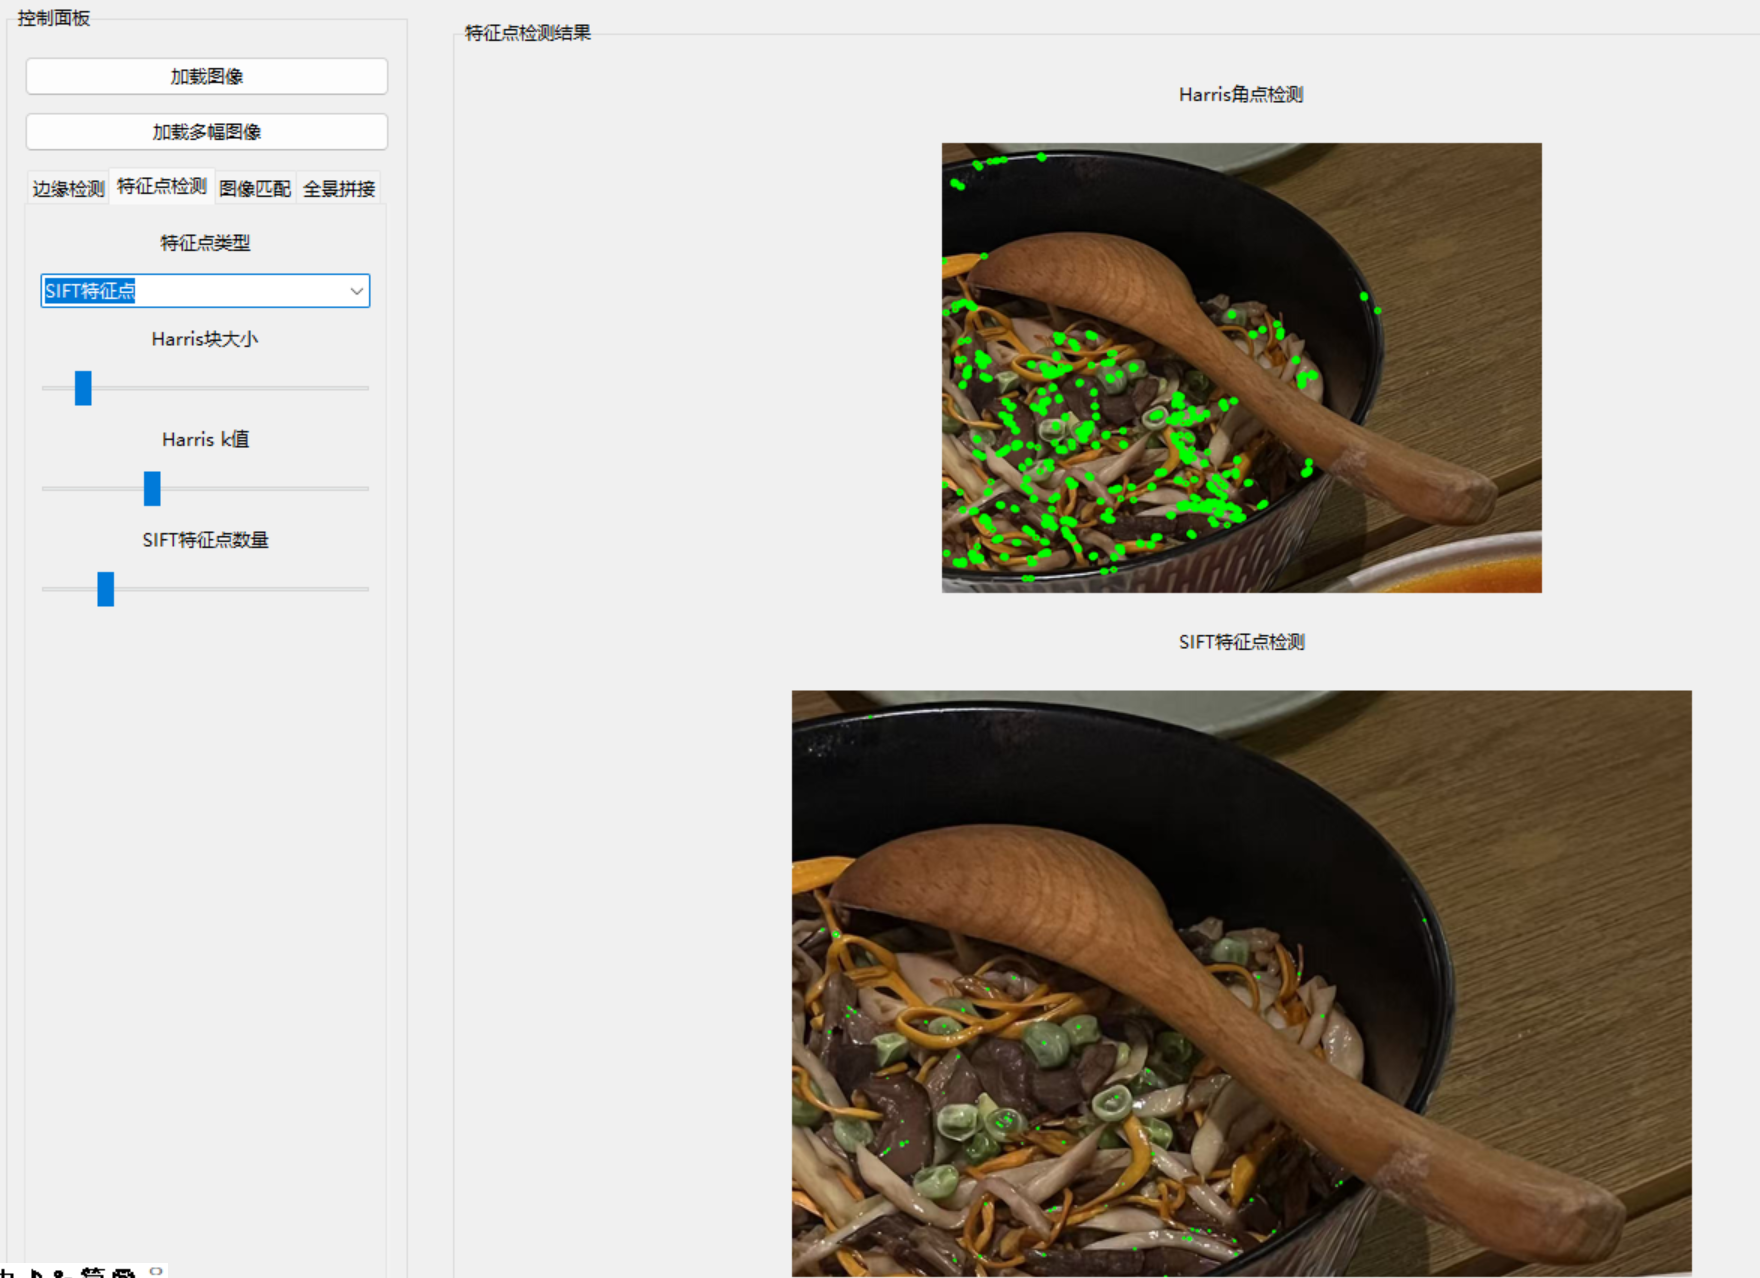 控制面板
加载图像
加载多幅图像
边缘检测 特征点检测 图像匹配 全景拼接
特征点类型
SIFT特征点
Harris块大小
Harris k值
SIFT特征点数量
特征点检测结果
Harris角点检测
SIFT特征点检测